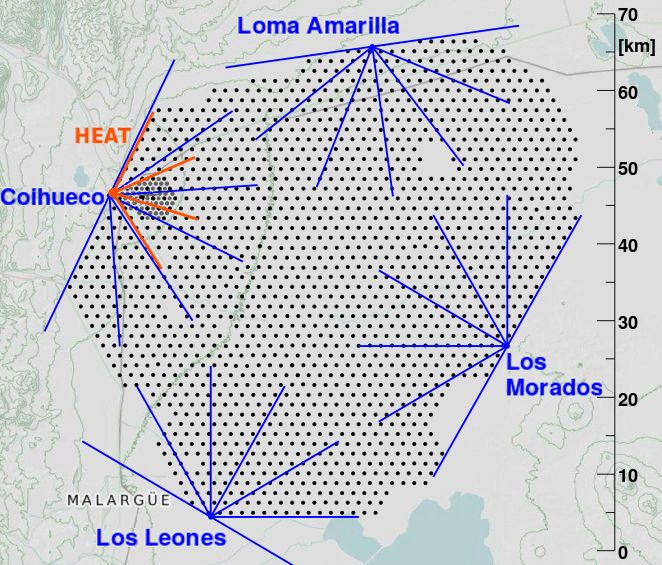 70
Loma Amarilla
[km]
60
HEAT
50
Coihueco
40
30
Los
Morados
20
10
MALARGÜE
Los Leones
0